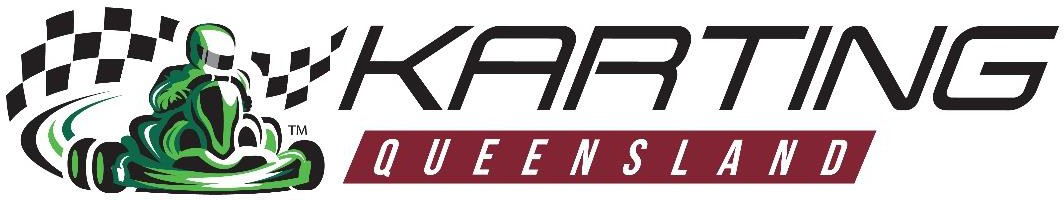 KARTING
™
QUEENSLAND